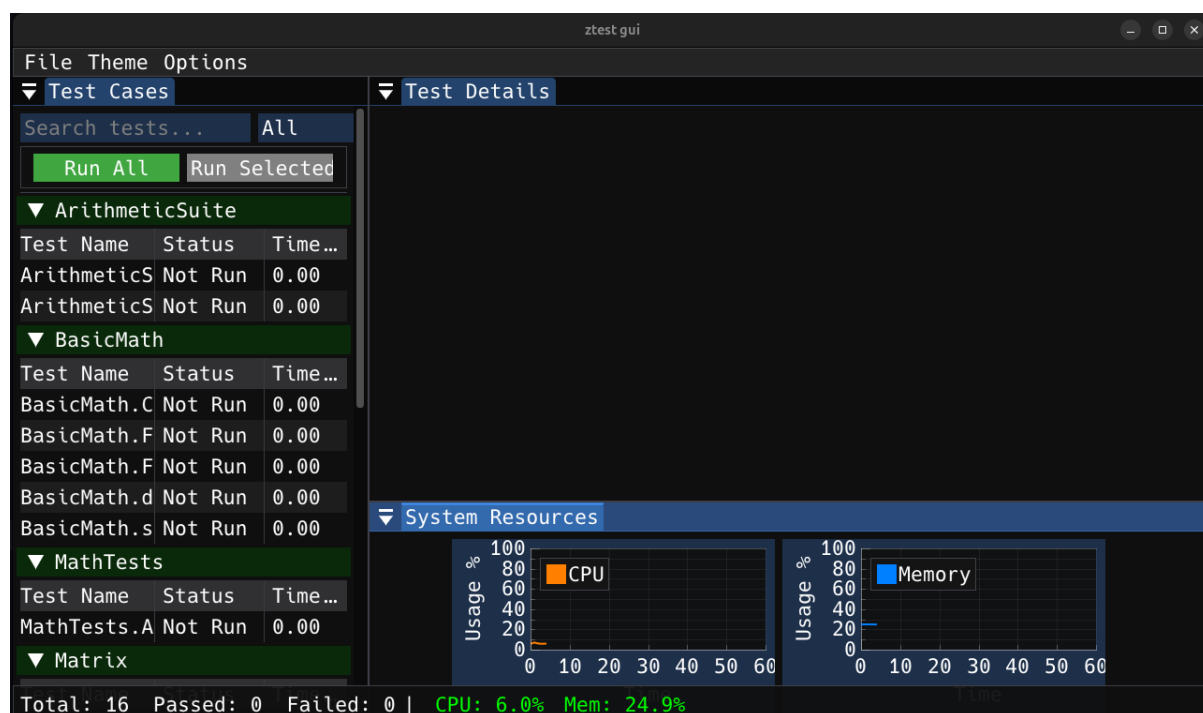 ztest gui
File Theme Options
Test Cases
Search tests... All
Run All Run Selected
ArithmeticSuite
Test Name Status Time…
ArithmeticS Not Run 0.00
ArithmeticS Not Run 0.00
BasicMath
Test Name Status Time…
BasicMath.C Not Run 0.00
BasicMath.F Not Run 0.00
BasicMath.F Not Run 0.00
BasicMath.d Not Run 0.00
BasicMath.s Not Run 0.00
MathTests
Test Name Status Time…
MathTests.A Not Run 0.00
Matrix
Test Name Status Time…
Test Details
System Resources
Usage %
100
80
60
40
20
0
CPU
0 10 20 30 40 50 60
Usage %
100
80
60
40
20
0
Memory
0 10 20 30 40 50 60
Time
Total: 16 Passed: 0 Failed: 0 | CPU: 6.0% Mem: 24.9%